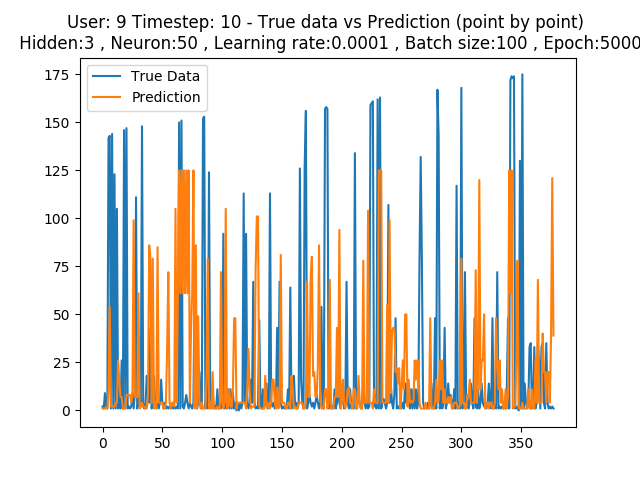 User: 9 Timestep: 10 - True data vs Prediction (point by point)
Hidden:3 , Neuron:50 , Learning rate:0.0001 , Batch size:100 , Epoch:5000
True Data
Prediction
175
150
125
100
75
50
25
0
0 50 100 150 200 250 300 350